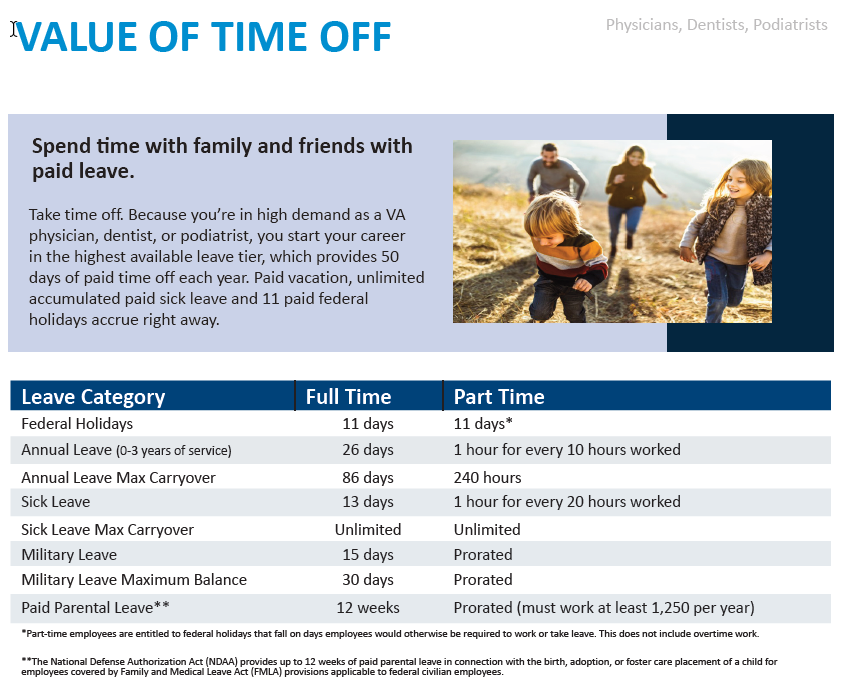 VALUE OF TIME OFF
Physicians, Dentists, Podiatrists
Spend time with family and friends with
paid leave.
Take time off. Because you’re in high demand as a VA
physician, dentist, or podiatrist, you start your career
in the highest available leave tier, which provides 50
days of paid time off each year. Paid vacation, unlimited
accumulated paid sick leave and 11 paid federal
holidays accrue right away.
Leave Category Full Time Part Time
Federal Holidays 11 days 11 days*
Annual Leave (0-3 years of service) 26 days 1 hour for every 10 hours worked
Annual Leave Max Carryover 86 days 240 hours
Sick Leave 13 days 1 hour for every 20 hours worked
Sick Leave Max Carryover Unlimited Unlimited
Military Leave 15 days Prorated
Military Leave Maximum Balance 30 days Prorated
Paid Parental Leave** 12 weeks Prorated (must work at least 1,250 per year)
*Part-time employees are entitled to federal holidays that fall on days employees would otherwise be required to work or take leave. This does not include overtime work.
**The National Defense Authorization Act (NDAA) provides up to 12 weeks of paid parental leave in connection with the birth, adoption, or foster care placement of a child for
employees covered by Family and Medical Leave Act (FMLA) provisions applicable to federal civilian employees.